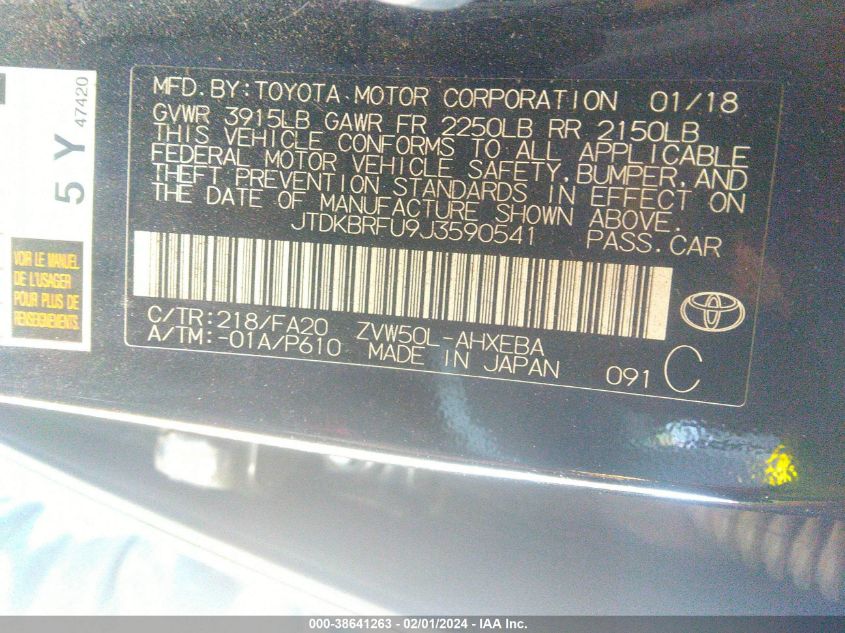 MFD. BY: TOYOTA MOTOR CORPORATION 01/18
GVWR 3915LB GAWR FR 2250LB RR 2150LB
THIS VEHICLE CONFORMS TO ALL APPLICABLE
FEDERAL MOTOR VEHICLE SAFETY, BUMPER, AND
THEFT PREVENTION STANDARDS IN EFFECT ON
THE DATE OF MANUFACTURE SHOWN ABOVE.
JTDKBRFU9J3590541 PASS. CAR
C/TR: 218/FA20 ZVW50L-AHXEBA
A/TM: -01A/P610 MADE IN JAPAN
091 C
5 Y 47420
VOIR LE MANUEL
DE L'USAGER
POUR PLUS DE
RENSEIGNEMENTS.
000-38641263 - 02/01/2024 - IAA Inc.